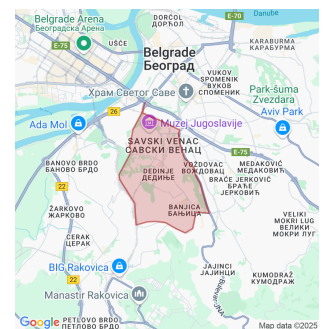 DORĆOL
ДОРЋОЛ
E-70
Danube
Belgrade Arena
Београдска Арена
UŠĆE
УШЋЕ
E-75
KARABURMA
КАРАБУРМА
Belgrade
Београд
VUKOV
SPOMENIK
ВУКОВ
СПОМЕНИК
Park-šuma
Zvezdara
Храм Светог Саве
Aviv Park
26
Ada Mol
Muzej Jugoslavije
SAVSKI VENAC
САВСКИ ВЕНАЦ
E-75
BANOVO BRDO
БАНОВО БРДО
DEDINJE
ДЕДИЊЕ
VOŽDOVAC
ВОЖДОВАЦ
MEDAKOVIĆ
МЕДАКОВИЋ
BRAĆE JERKOVIĆ
БРАЋЕ
ЈЕРКОВИЋ
22
ŽARKOVO
ЖАРКОВО
BANJICA
БАЊИЦА
VELIKI
MOKRI LUG
ВЕЛИКИ
МОКРИ ЛУГ
CERAK
ЦЕРАК
BIG Rakovica
JAJINCI
ЈАЈИНЦИ
KUMODRAŽ
КУМОДРАЖ
Manastir Rakovica
22
22
PETLOVO BRDO
ПЕТЛОВО БРДО
Google
Map data ©2025